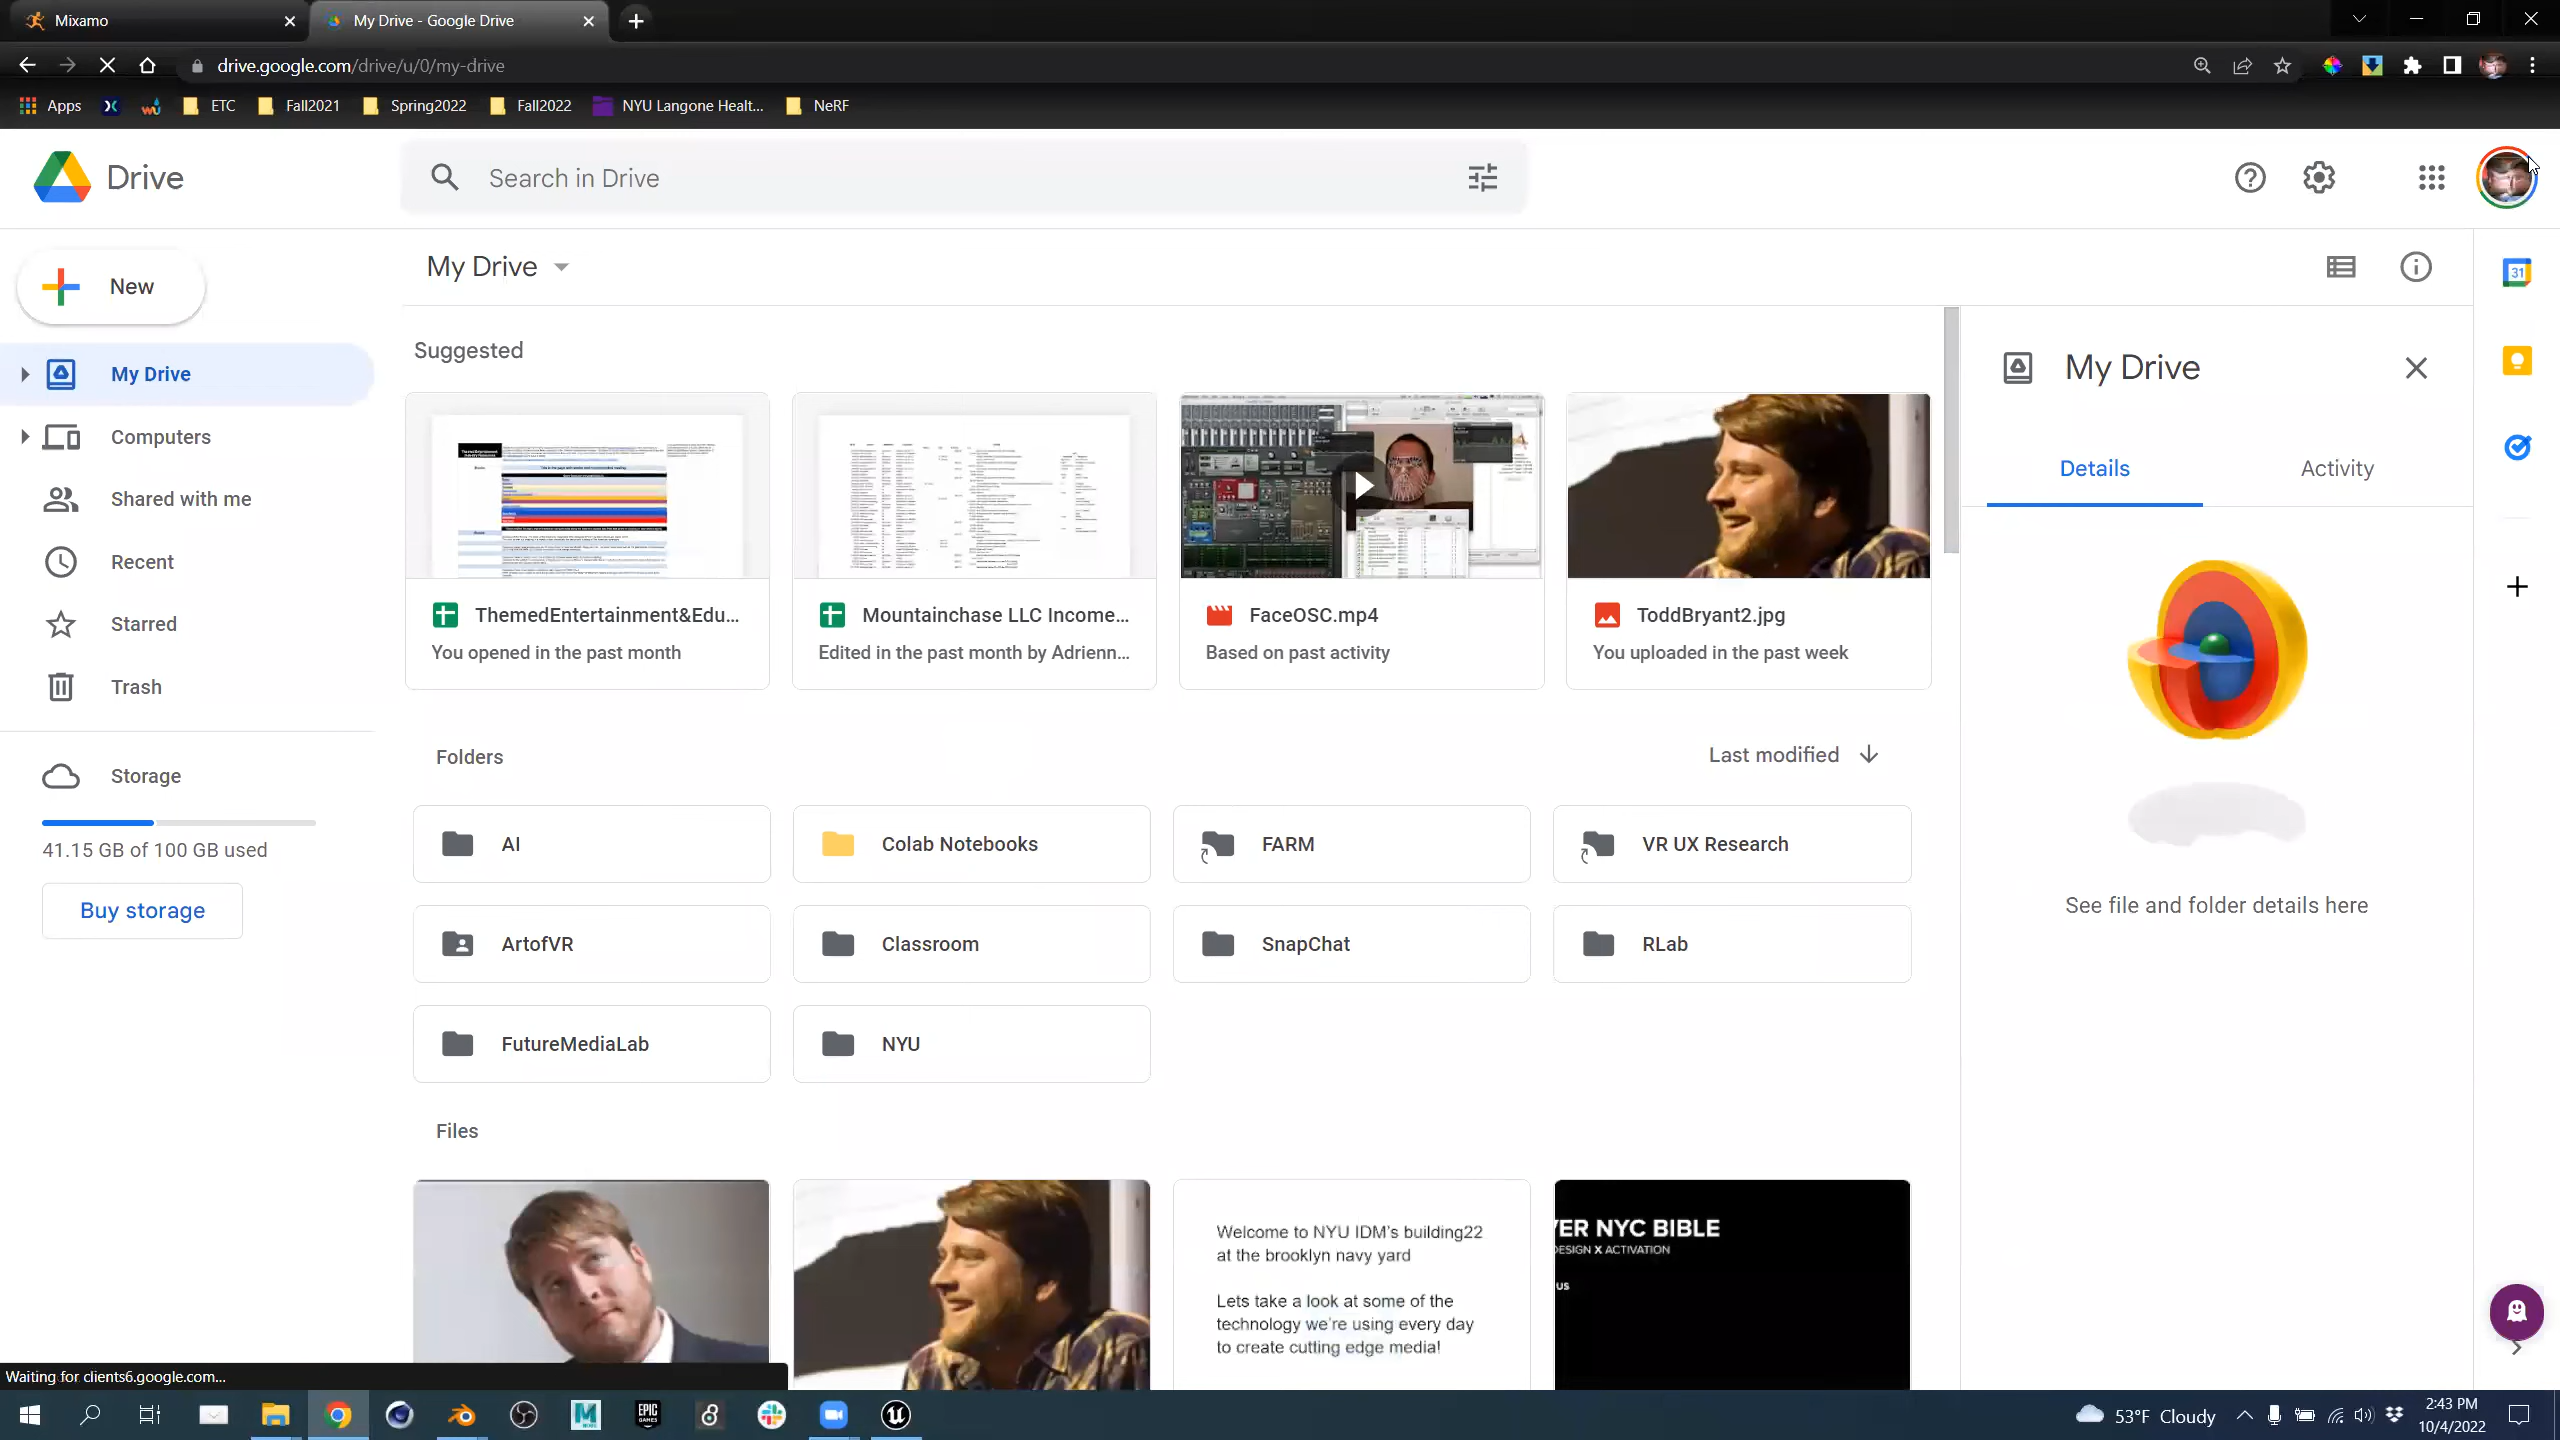 Mixamo
My Drive - Google Drive
drive.google.com/drive/u/0/my-drive
Apps
ETC
Fall2021
Spring2022
Fall2022
NYU Langone Healt...
NeRF
Drive
Search in Drive
New
My Drive
Computers
Shared with me
Recent
Starred
Trash
Storage
41.15 GB of 100 GB used
Buy storage
My Drive
Suggested
ThemedEntertainment&Edu...
You opened in the past month
Mountainchase LLC Income...
Edited in the past month by Adrienn...
FaceOSC.mp4
Based on past activity
ToddBryant2.jpg
You uploaded in the past week
Folders
Last modified
AI
Colab Notebooks
FARM
VR UX Research
ArtofVR
Classroom
SnapChat
RLab
FutureMediaLab
NYU
Files
Welcome to NYU IDM's building22
at the brooklyn navy yard
Lets take a look at some of the
technology we're using every day
to create cutting edge media!
ER NYC BIBLE
DESIGN X ACTIVATION
us
My Drive
Details
Activity
See file and folder details here
31
Waiting for clients6.google.com...
EPIC
GAMES
53°F Cloudy
2:43 PM
10/4/2022